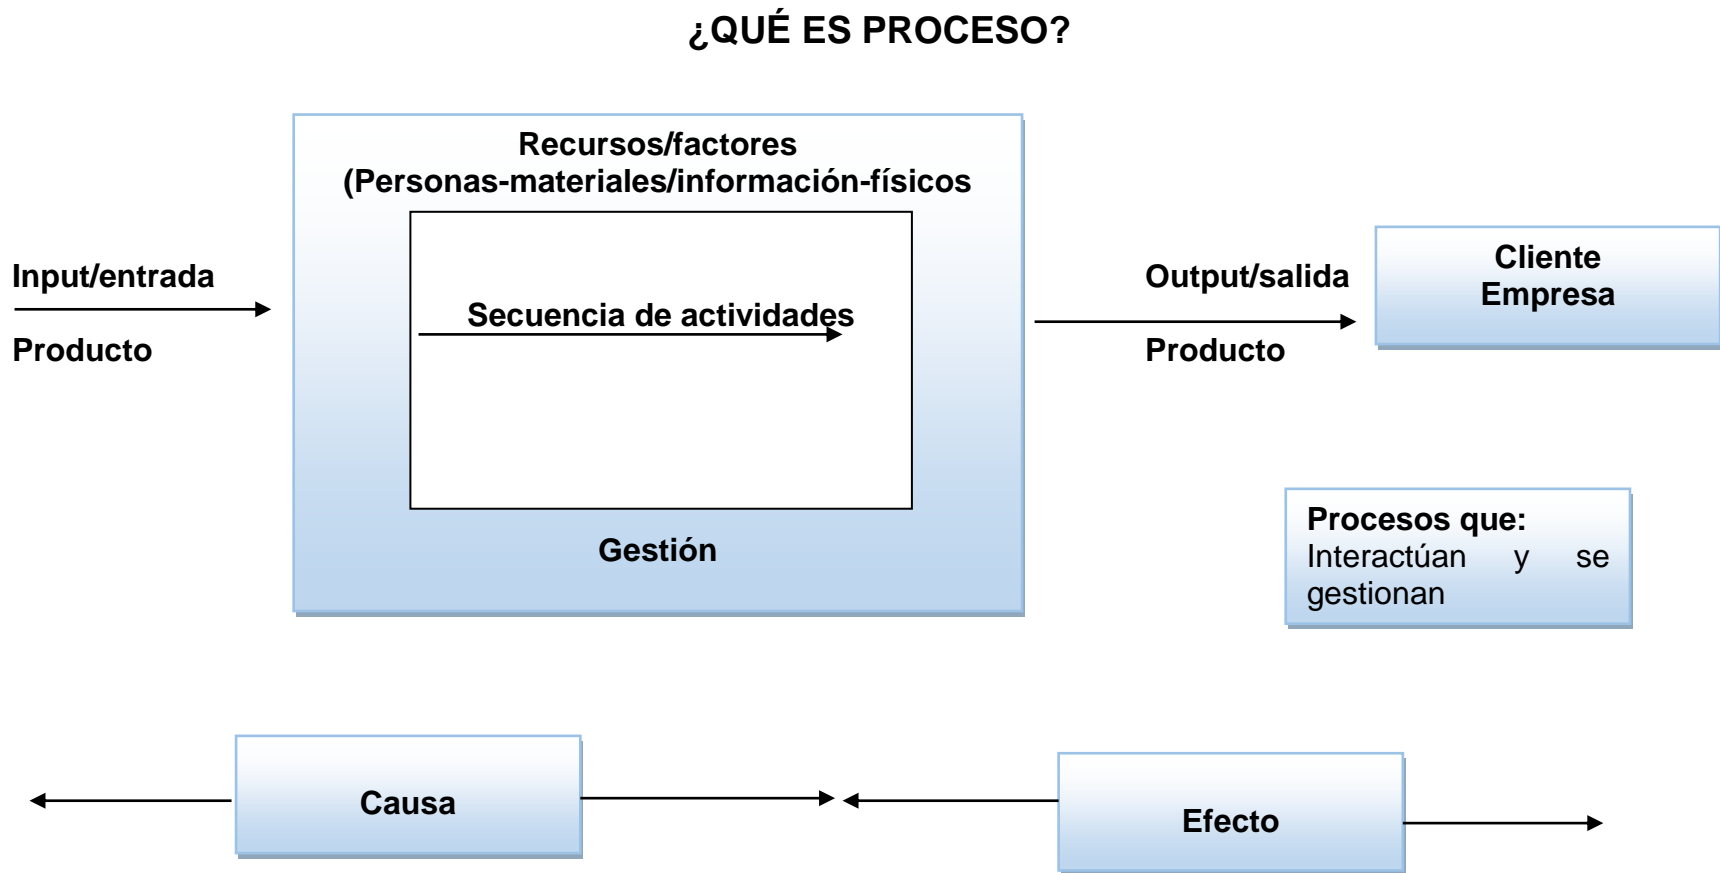 ¿QUÉ ES PROCESO?
Recursos/factores
(Personas-materiales/información-físicos
Input/entrada
Producto
Secuencia de actividades
Gestión
Output/salida
Producto
Cliente
Empresa
Procesos que:
Interactúan y se
gestionan
Causa
Efecto